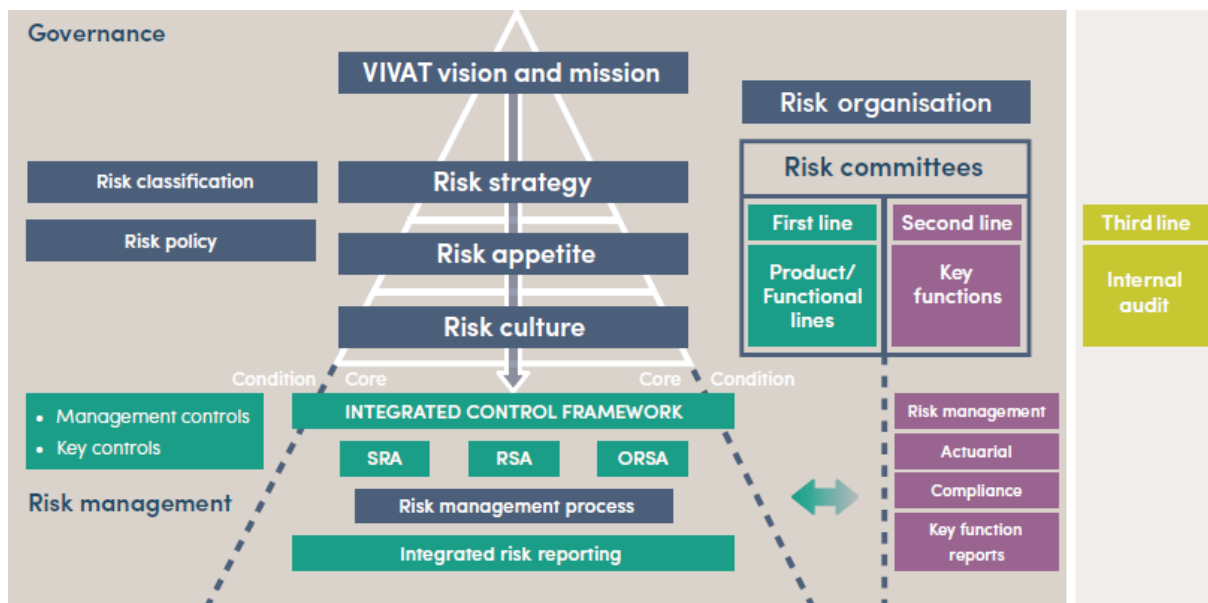 Governance
VIVAT vision and mission
Risk organisation
Risk committees
Risk classification
Risk strategy
First line
Second line
Third line
Risk policy
Risk appetite
Product/
Functional
lines
Key
functions
Internal
audit
Risk culture
Condition
Core
Core
Condition
• Management controls
• Key controls
INTEGRATED CONTROL FRAMEWORK
Risk management
SRA
RSA
ORSA
Actuarial
Compliance
Risk management
Risk management process
Key function
reports
Integrated risk reporting